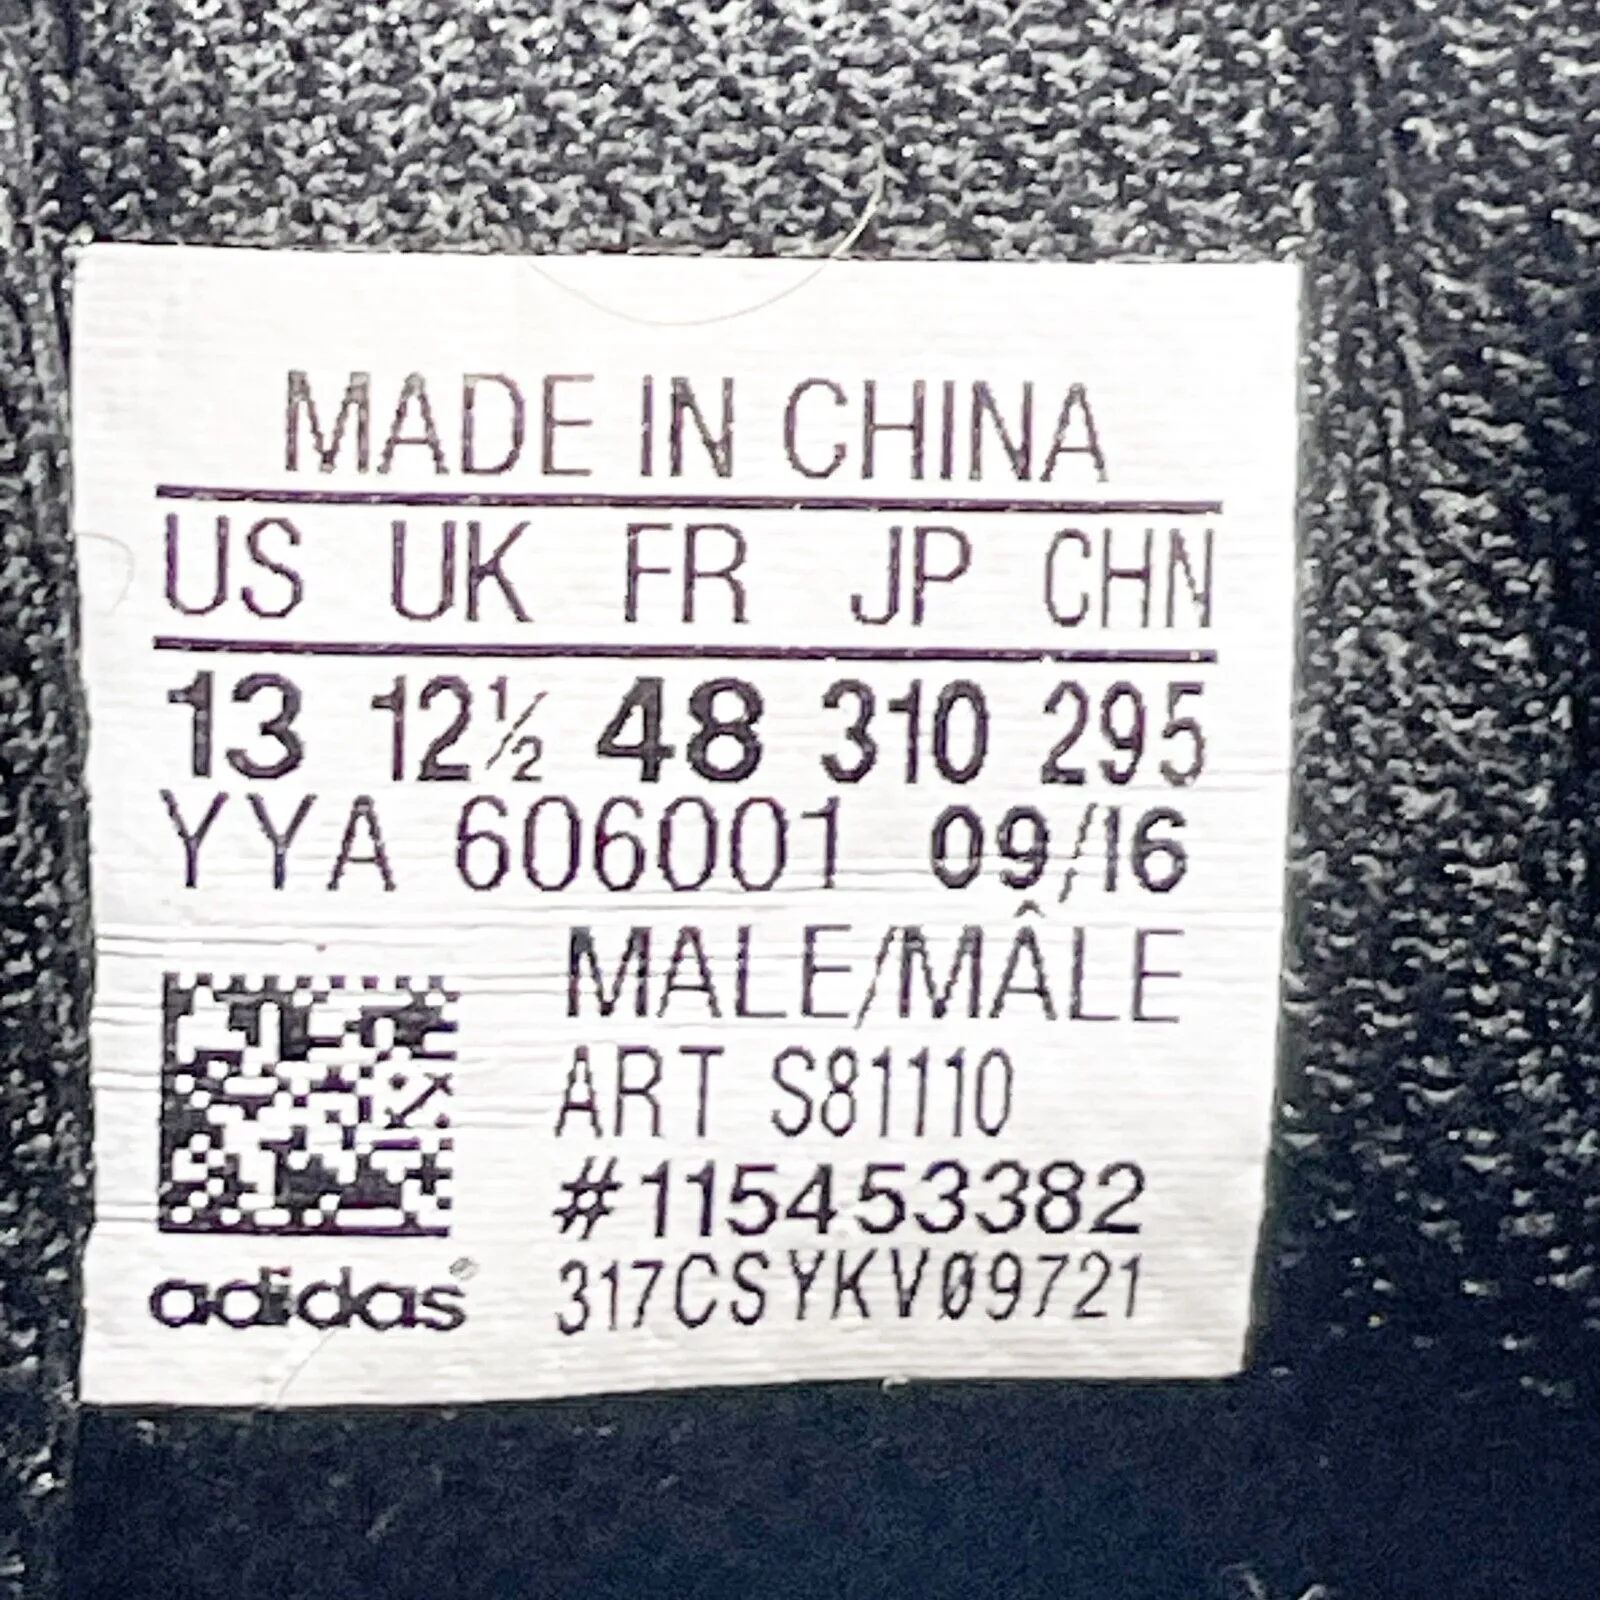 MADE IN CHINA
US UK FR JP CHN
13 12½ 48 310 295
YYA 606001 09/16
MALE/MÂLE
ART S81110
#115453382
adidas®
317CSYKV09721